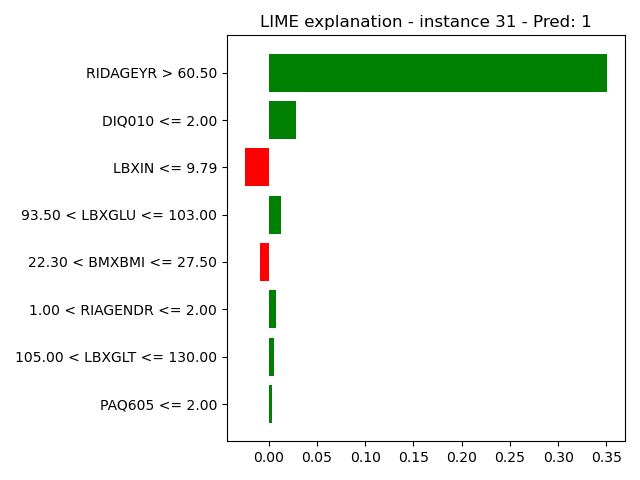 LIME explanation - instance 31 - Pred: 1
RIDAGEYR > 60.50
DIQ010 <= 2.00
LBXIN <= 9.79
93.50 < LBXGLU <= 103.00
22.30 < BMXBMI <= 27.50
1.00 < RIAGENDR <= 2.00
105.00 < LBXGLT <= 130.00
PAQ605 <= 2.00
0.00 0.05 0.10 0.15 0.20 0.25 0.30 0.35